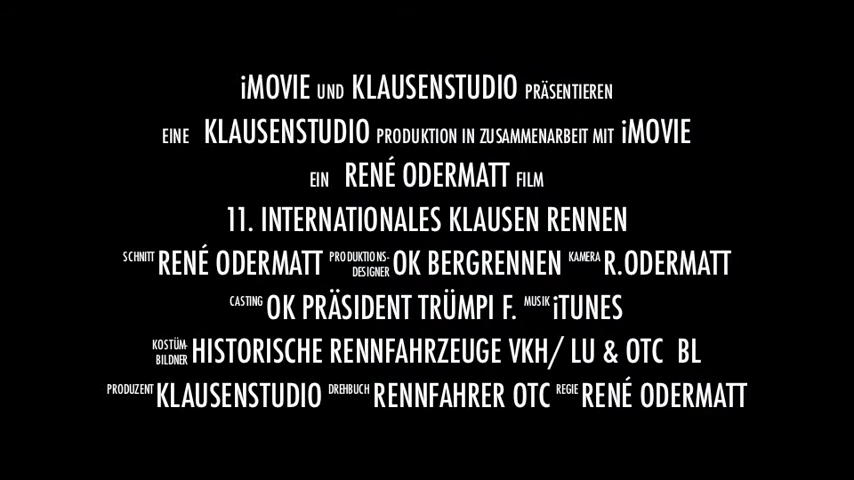 iMOVIE UND KLAUSENSTUDIO PRÄSENTIEREN
EINE KLAUSENSTUDIO PRODUKTION IN ZUSAMMENARBEIT MIT iMOVIE
EIN RENÉ ODERMATT FILM
11. INTERNATIONALES KLAUSEN RENNEN
SCHNITT RENÉ ODERMATT PRODUKTIONS-DESIGNER OK BERGRENNEN KAMERA R.ODERMATT
CASTING OK PRÄSIDENT TRÜMPI F. MUSIK iTUNES
KOSTÜM-BILDNER HISTORISCHE RENNFAHRZEUGE VKH/ LU & OTC BL
PRODUZENT KLAUSENSTUDIO DREHBUCH RENNFAHRER OTC REGIE RENÉ ODERMATT